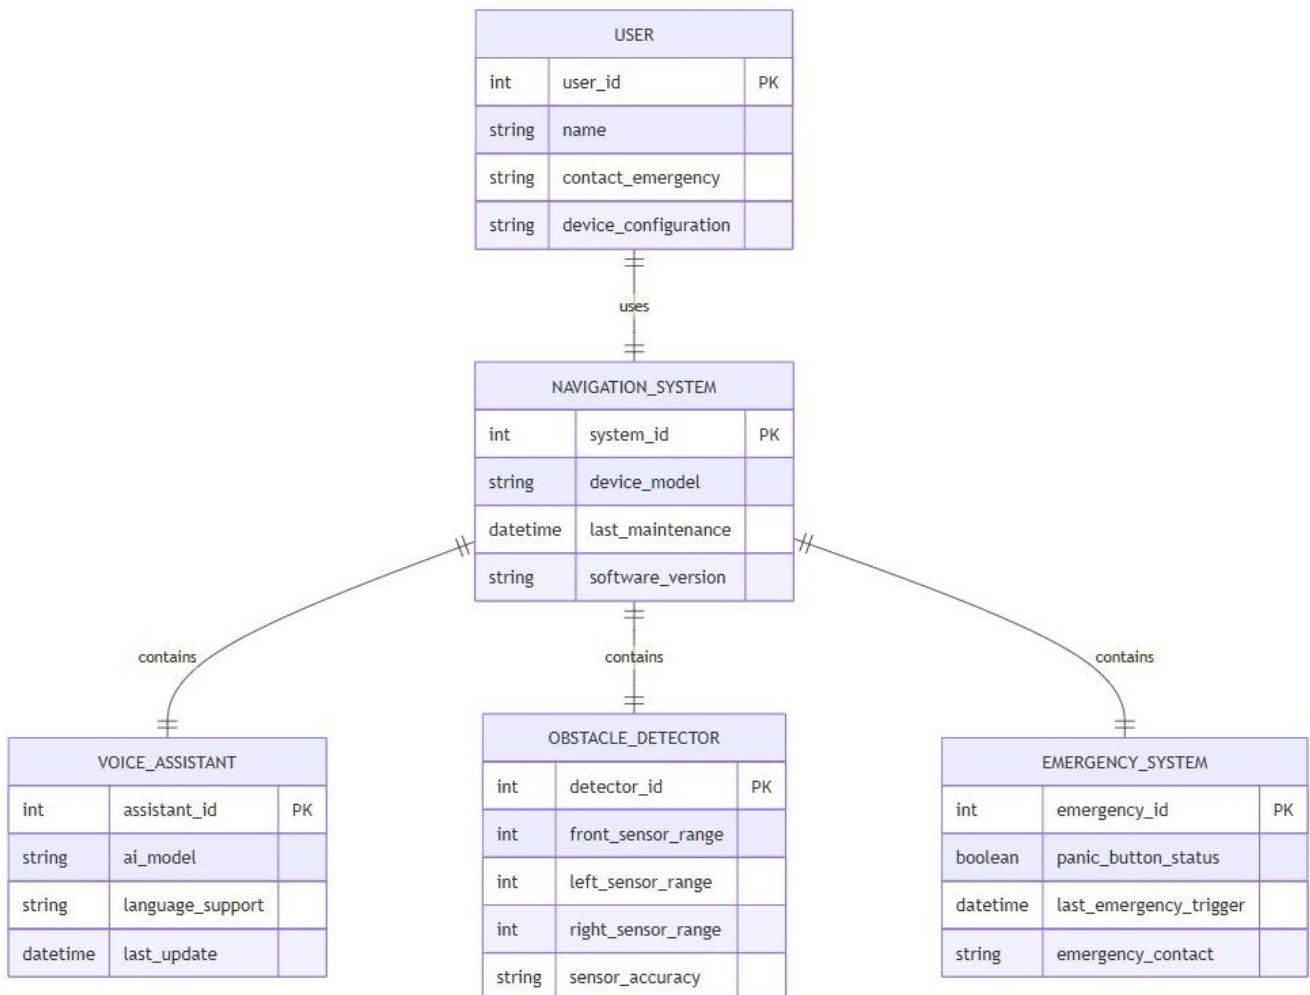 USER
int user_id PK
string name
string contact_emergency
string device_configuration
uses
NAVIGATION_SYSTEM
int system_id PK
string device_model
datetime last_maintenance
string software_version
contains
contains
contains
VOICE_ASSISTANT
int assistant_id PK
string ai_model
string language_support
datetime last_update
OBSTACLE_DETECTOR
int detector_id PK
int front_sensor_range
int left_sensor_range
int right_sensor_range
string sensor_accuracy
EMERGENCY_SYSTEM
int emergency_id PK
boolean panic_button_status
datetime last_emergency_trigger
string emergency_contact